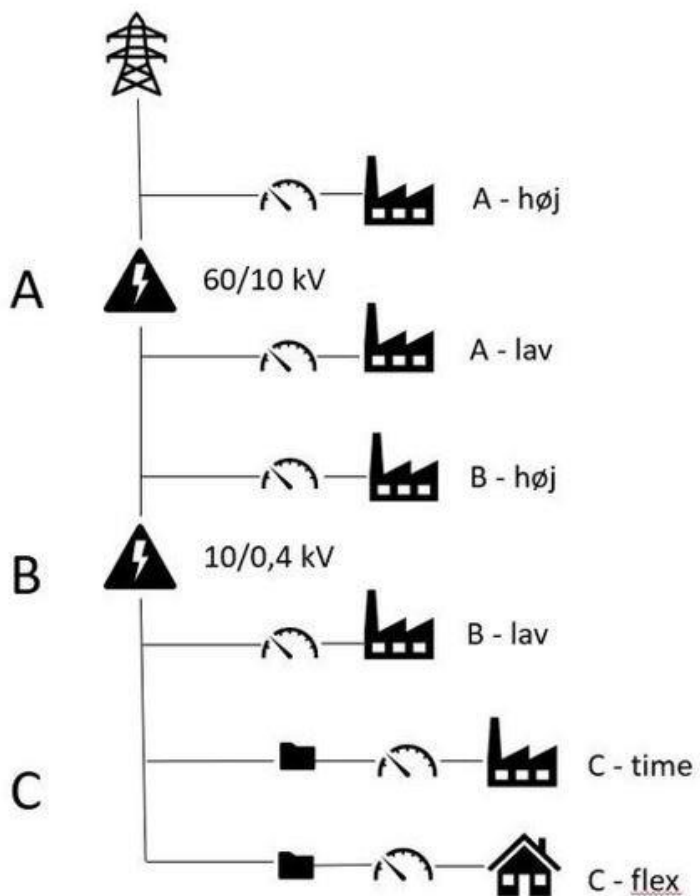 A - høj
A
60/10 kV
A - lav
B - høj
B
10/0,4 kV
B - lav
C - time
C
C - flex